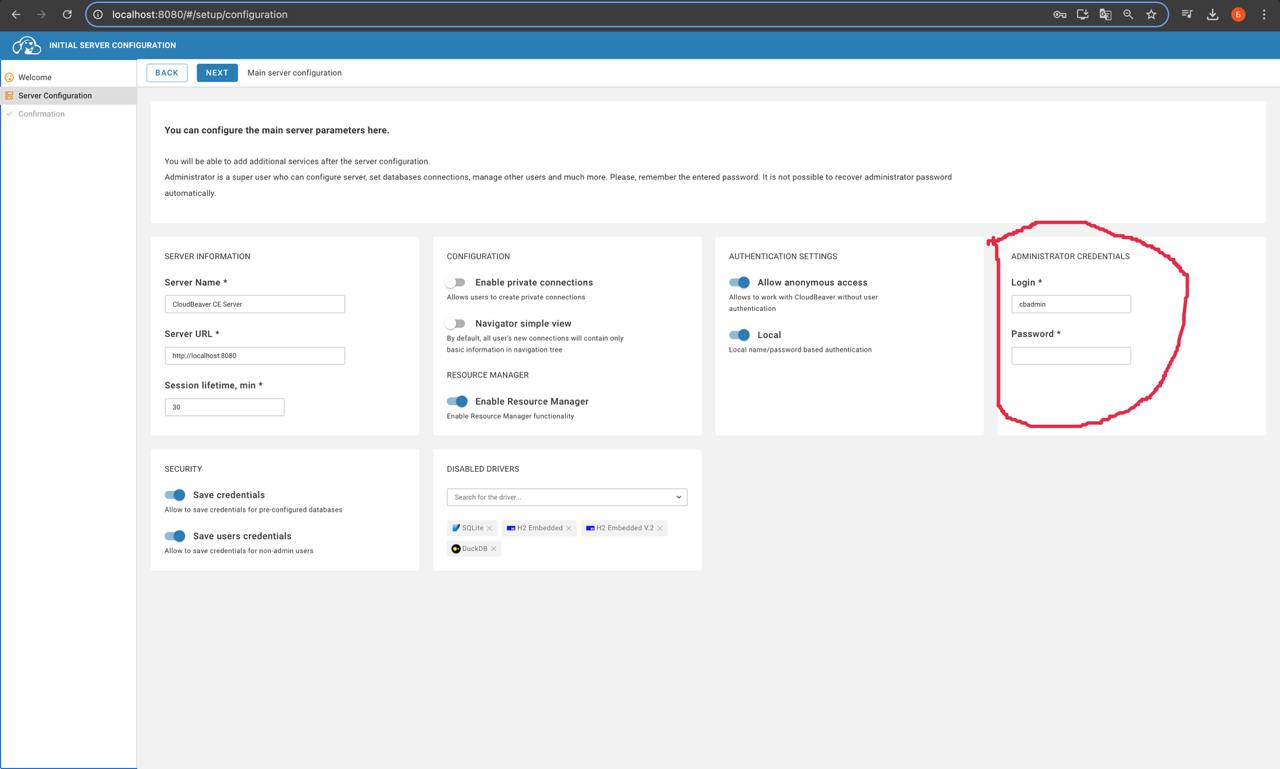 localhost:8080/#/setup/configuration
Б
INITIAL SERVER CONFIGURATION
Welcome
Server Configuration
Confirmation
BACK
NEXT
Main server configuration
You can configure the main server parameters here.
You will be able to add additional services after the server configuration.
Administrator is a super user who can configure server, set databases connections, manage other users and much more. Please, remember the entered password. It is not possible to recover administrator password
automatically.
SERVER INFORMATION
Server Name *
CloudBeaver CE Server
Server URL *
http://localhost:8080
Session lifetime, min *
30
CONFIGURATION
Enable private connections
Allows users to create private connections
Navigator simple view
By default, all user's new connections will contain only
basic information in navigation tree
RESOURCE MANAGER
Enable Resource Manager
Enable Resource Manager functionality
AUTHENTICATION SETTINGS
Allow anonymous access
Allows to work with CloudBeaver without user
authentication
Local
Local name/password based authentication
ADMINISTRATOR CREDENTIALS
Login *
cbadmin
Password *
SECURITY
Save credentials
Allow to save credentials for pre-configured databases
Save users credentials
Allow to save credentials for non-admin users
DISABLED DRIVERS
Search for the driver...
SQLite
H2 Embedded
H2 Embedded V.2
DuckDB